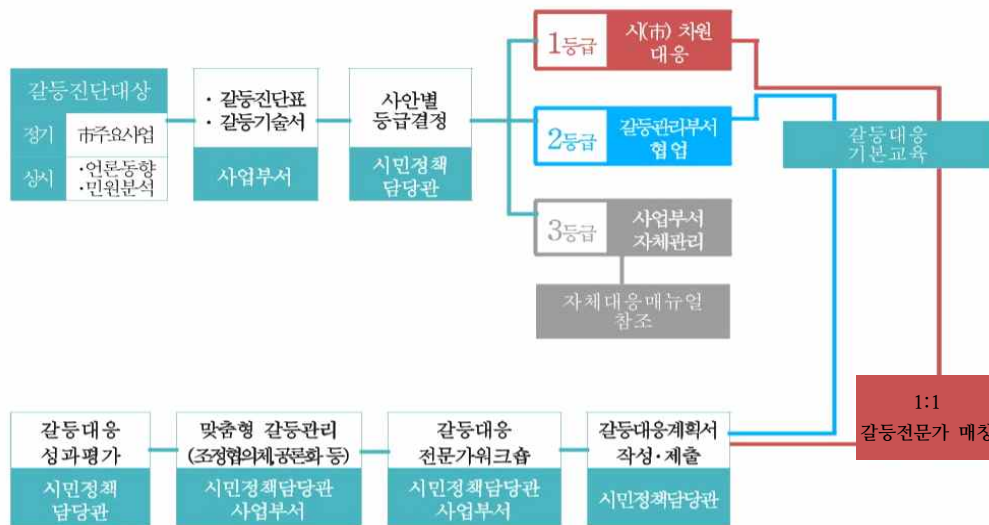 갈등진단대상
정기
市주요사업
상시
·언론동향
·민원분석
· 갈등진단표
· 갈등기술서
사업부서
사안별
등급결정
시민정책
담당관
1등급
시(市) 차원
대응
2등급
갈등관리부서
협업
3등급
사업부서
자체관리
자체대응매뉴얼
참조
갈등대응
기본교육
1:1
갈등전문가 매칭
갈등대응
성과평가
시민정책
담당관
맞춤형 갈등관리
(조정협의체,공론화 등)
시민정책담당관
사업부서
갈등대응
전문가워크숍
시민정책담당관
사업부서
갈등대응계획서
작성·제출
시민정책담당관